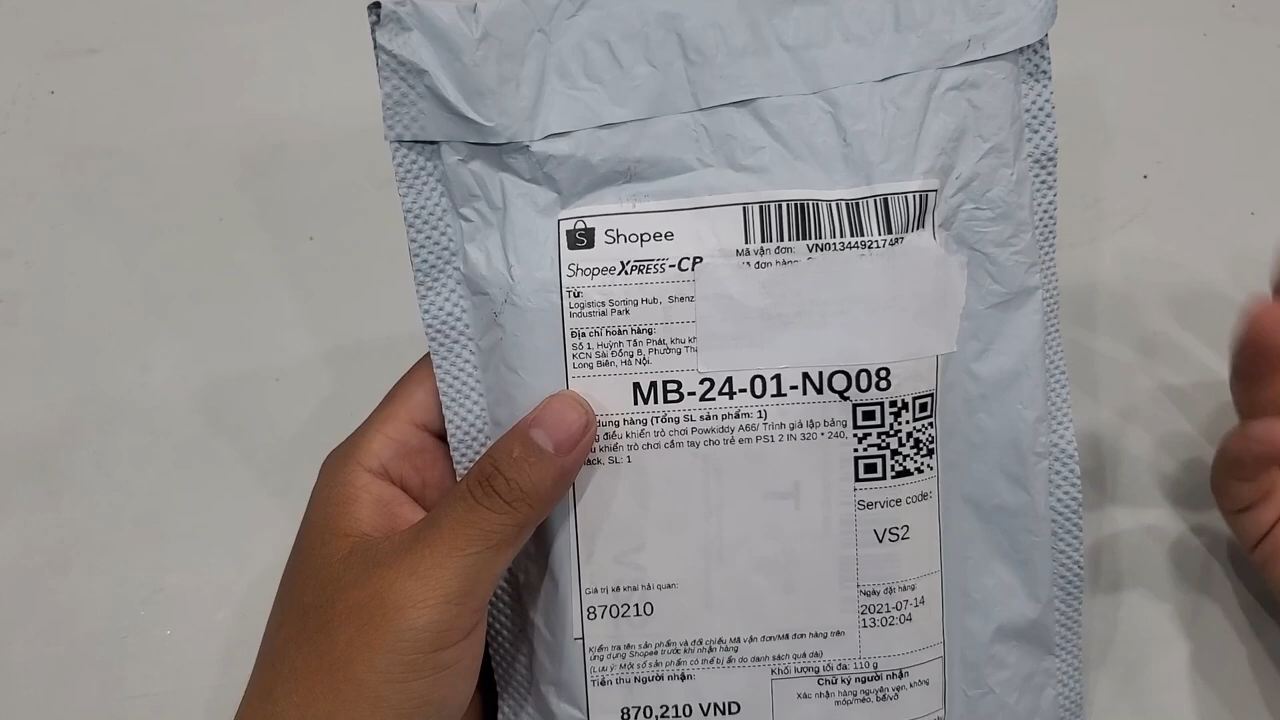 Shopee
Mã vận đơn: VN013449217487
Shopee XPRESS-CP
đơn hàng:
Từ:
Logistics Sorting Hub, Shenz
Industrial Park
Địa chỉ hoàn hàng:
Số 1, Huỳnh Tấn Phát, khu
KCN Sài Đồng B, Phường
Long Biên, Hà Nội.
MB-24-01-NQ08
dung hàng (Tổng SL sản phẩm: 1)
điều khiển trò chơi Powkiddy A66/ Trình giả lập bảng
khiển trò chơi cầm tay cho trẻ em PS1 2 IN 320 * 240,
lack, SL: 1
Service code:
VS2
Giá trị kê khai hải quan:
870210
Ngày đặt hàng:
2021-07-14
13:02:04
Kiểm tra tên sản phẩm và đối chiếu Mã vận đơn/Mã đơn hàng trên
ứng dụng Shopee trước khi nhận hàng
(Lưu ý: Một số sản phẩm có thể bị ẩn do danh sách quá dài)
Khối lượng tối đa: 110 g
Tiền thu Người nhận:
870,210 VND
Chữ ký người nhận
Xác nhận hàng nguyên vẹn, không
móp/méo, bể/vỡ